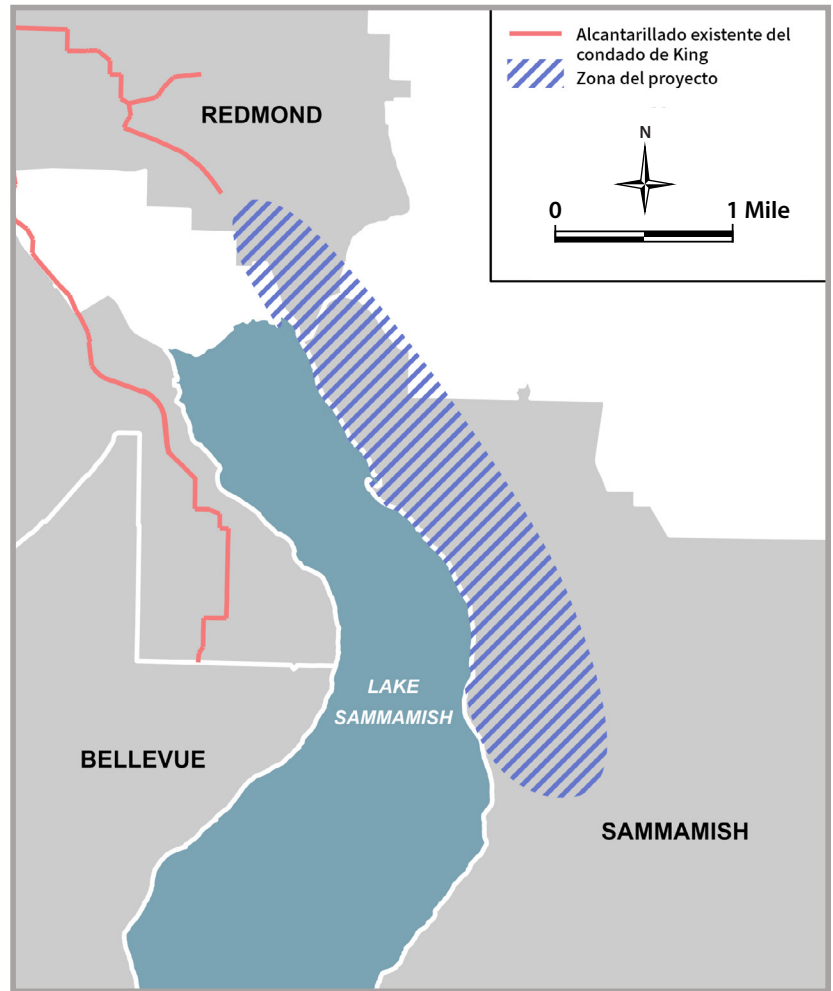 Alcantarillado existente del
condado de King
Zona del proyecto
REDMOND
N
0 1 Mile
LAKE
SAMMAMISH
BELLEVUE
SAMMAMISH